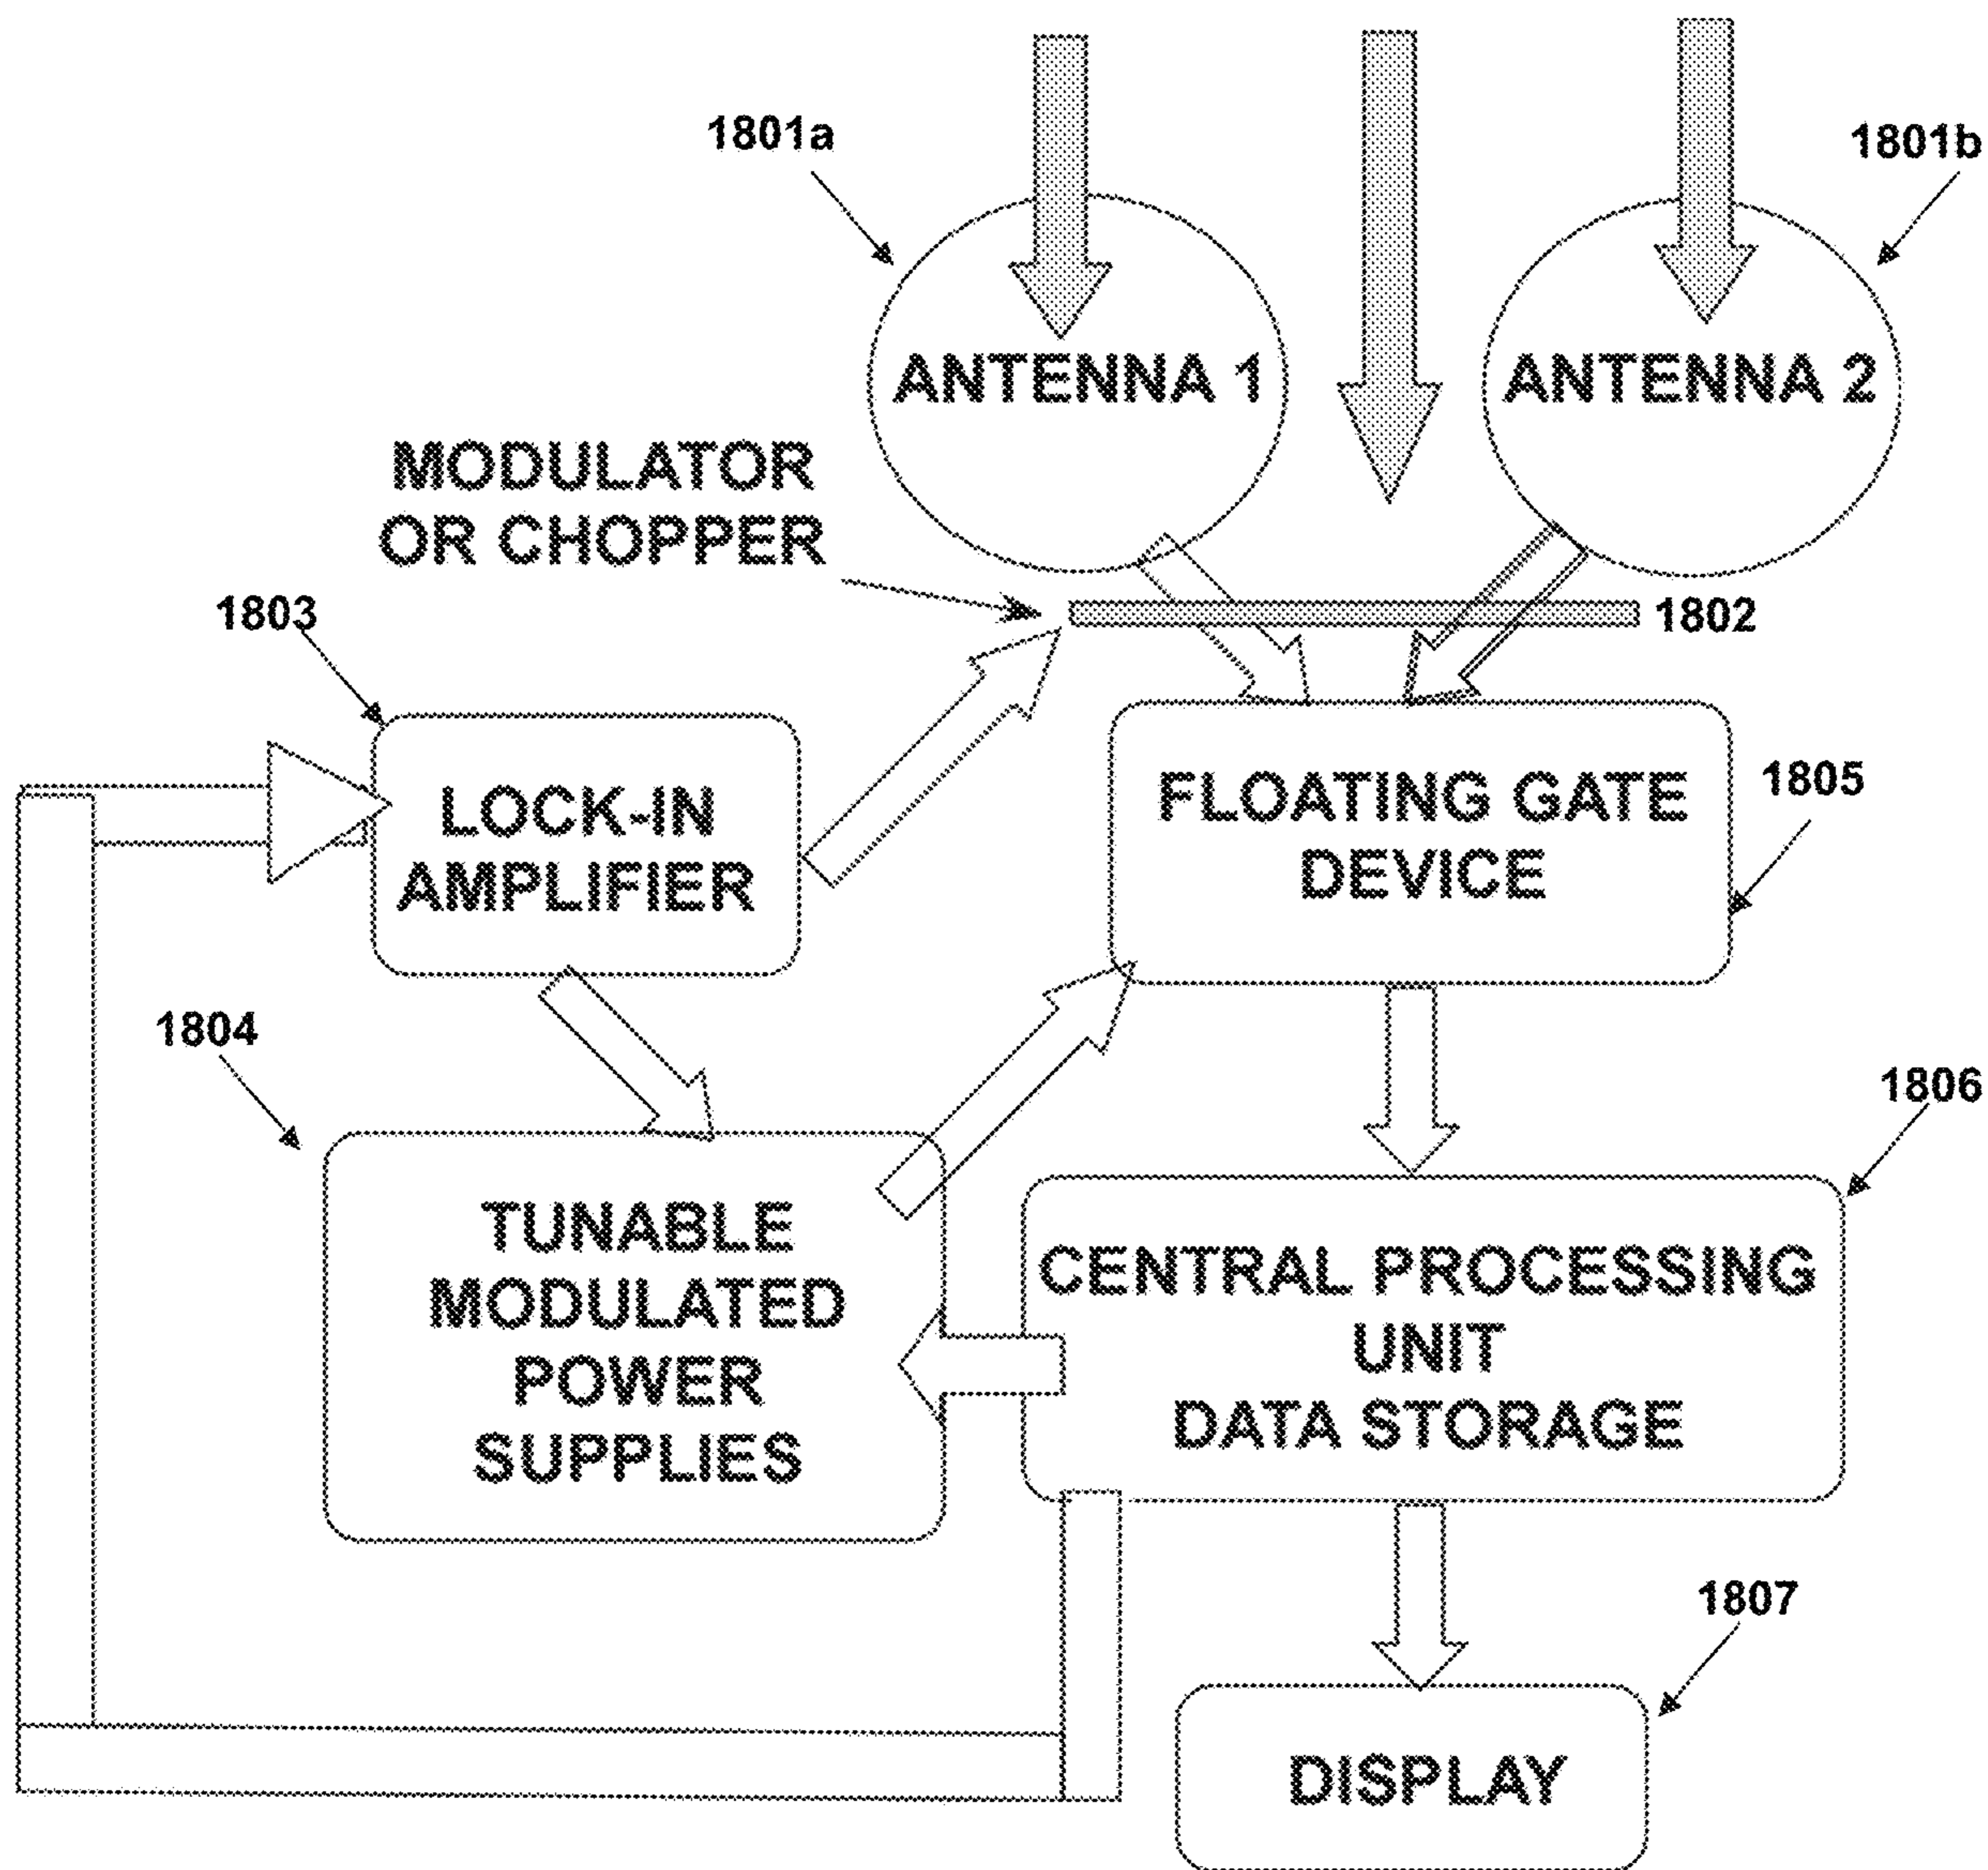 1801a
1801b
ANTENNA 1
ANTENNA 2
MODULATOR
OR CHOPPER
1802
1803
LOCK-IN
AMPLIFIER
FLOATING GATE
DEVICE
1805
1804
1806
TUNABLE
MODULATED
POWER
SUPPLIES
CENTRAL PROCESSING
UNIT
DATA STORAGE
1807
DISPLAY